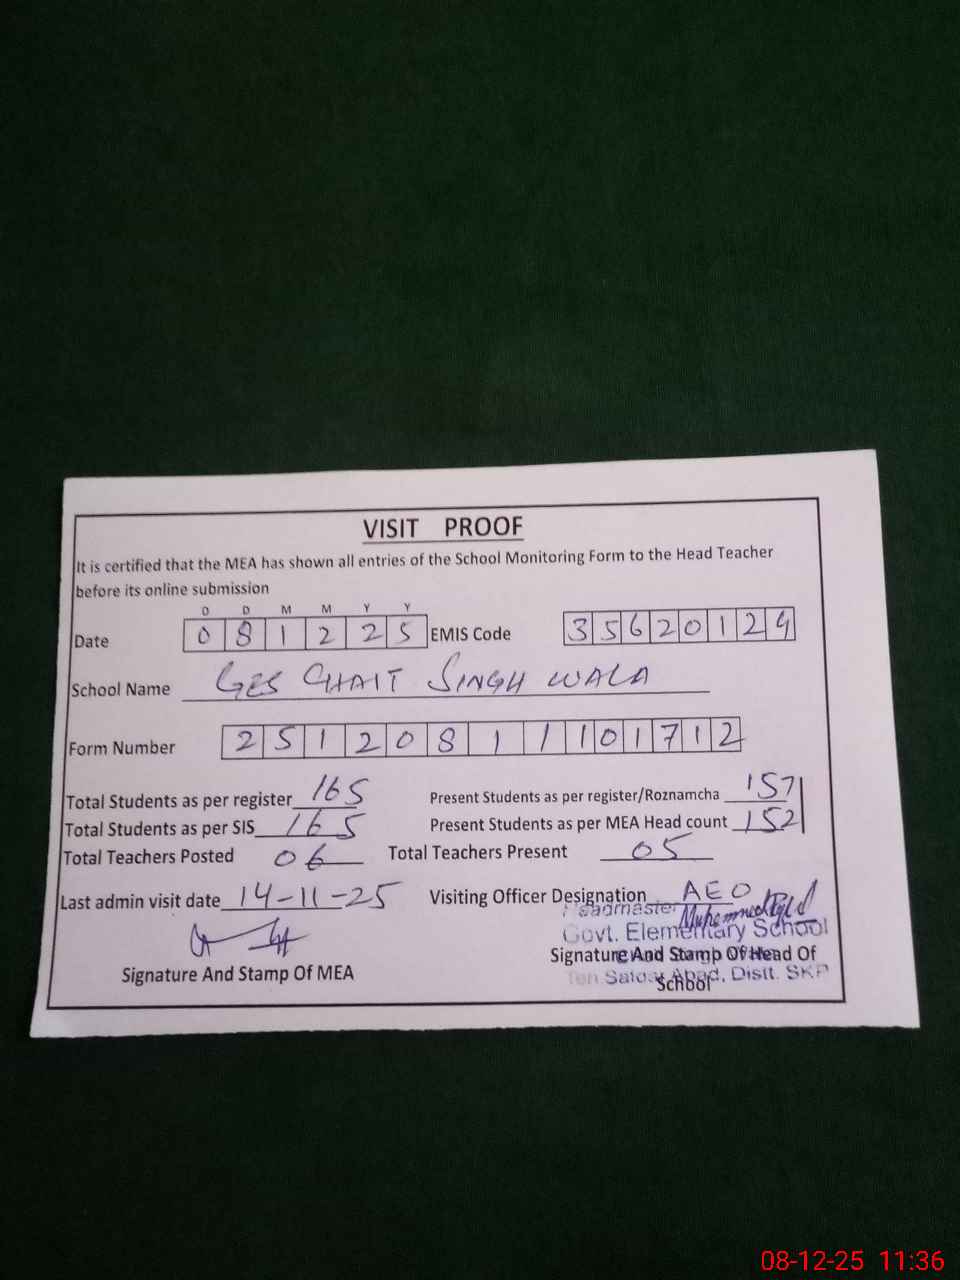 VISIT PROOF
It is certified that the MEA has shown all entries of the School Monitoring Form to the Head Teacher
before its online submission
D D M M Y Y
Date 0 8 1 2 2 5 EMIS Code 3 5 6 2 0 1 2 9
School Name GES CHAIT SINGH WALA
Form Number 2 5 1 2 0 8 1 1 1 0 1 7 1 2
Total Students as per register 165 Present Students as per register/Roznamcha 157
Total Students as per SIS 165 Present Students as per MEA Head count 152
Total Teachers Posted 06 Total Teachers Present 05
Last admin visit date 14-11-25 Visiting Officer Designation AEO
Headmaster
Govt. Elementary School
Signature And Stamp Of MEA Signature And Stamp Of Head Of
School
Distt. SKP
08-12-25 11:36